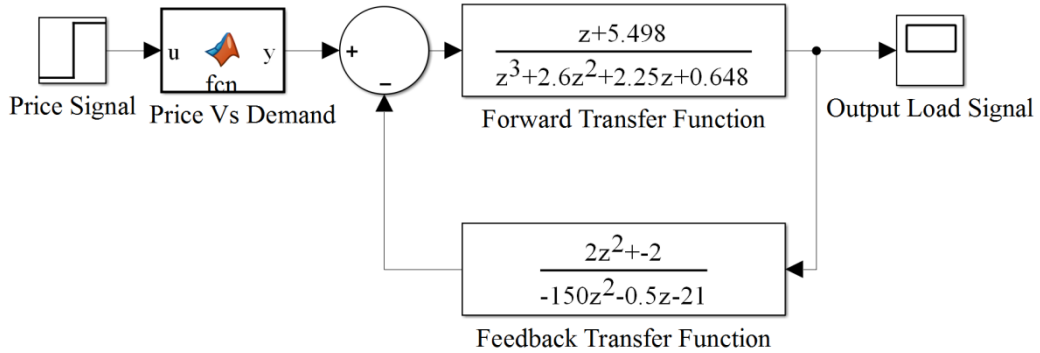 u
fcn
y
+
−
z+5.498
z³+2.6z²+2.25z+0.648
Price Signal
Price Vs Demand
Forward Transfer Function
Output Load Signal
2z²+-2
-150z²-0.5z-21
Feedback Transfer Function